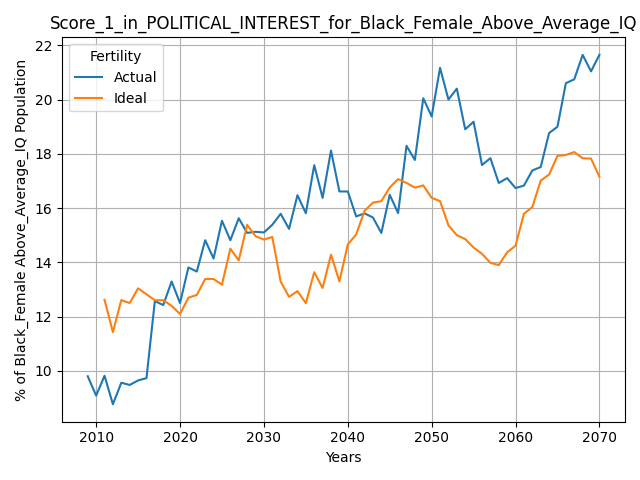 Score_1_in_POLITICAL_INTEREST_for_Black_Female_Above_Average_IQ
Fertility
Actual
Ideal
% of Black_Female Above_Average_IQ Population
22
20
18
16
14
12
10
2010 2020 2030 2040 2050 2060 2070
Years